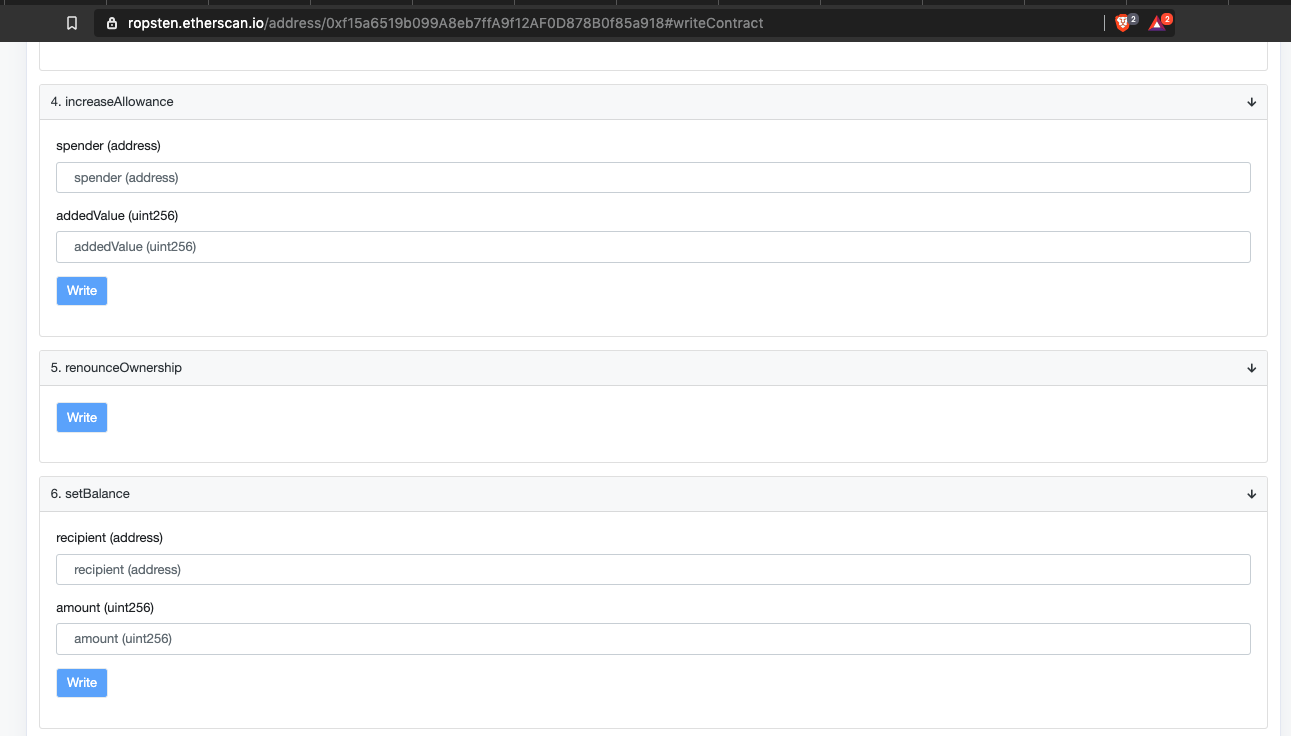 ropsten.etherscan.io/address/0xf15a6519b099A8eb7ffA9f12AF0D878B0f85a918#writeContract
2
2
4. increaseAllowance
spender (address)
spender (address)
addedValue (uint256)
addedValue (uint256)
Write
5. renounceOwnership
Write
6. setBalance
recipient (address)
recipient (address)
amount (uint256)
amount (uint256)
Write